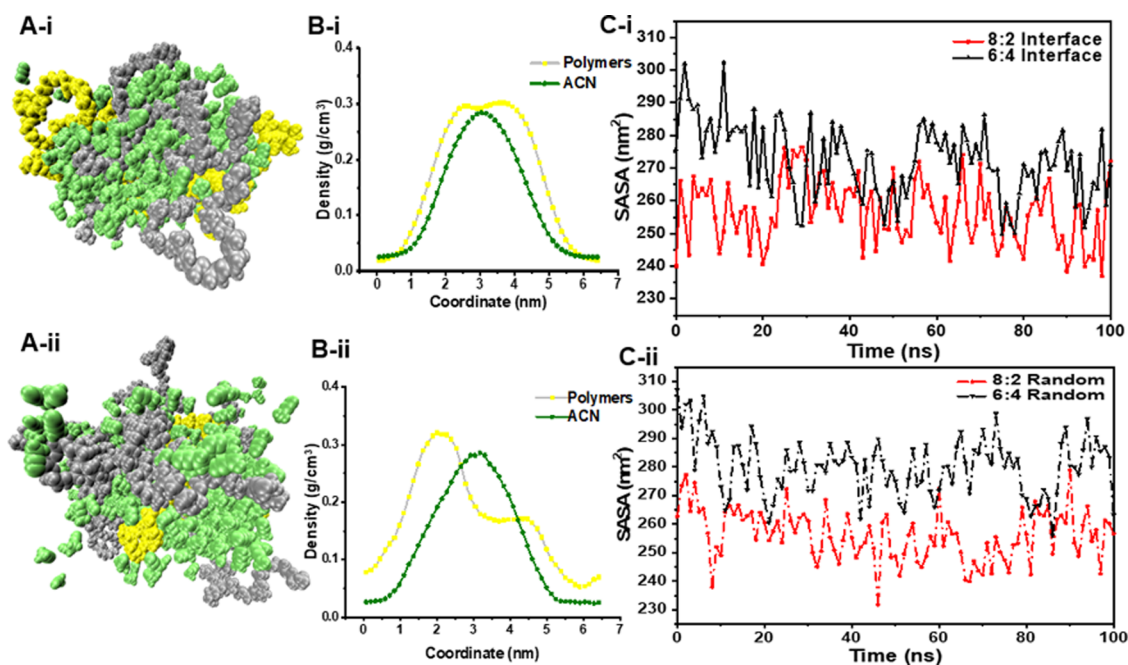 A-i
B-i
0.4
0.3
0.2
0.1
0.0
Density (g/cm³)
Polymers
ACN
0 1 2 3 4 5 6 7
Coordinate (nm)
C-i
310
300
290
280
270
260
250
240
230
SASA (nm²)
8:2 Interface
6:4 Interface
0 20 40 60 80 100
Time (ns)
A-ii
B-ii
0.4
0.3
0.2
0.1
0.0
Density (g/cm³)
Polymers
ACN
0 1 2 3 4 5 6 7
Coordinate (nm)
C-ii
310
300
290
280
270
260
250
240
230
SASA (nm²)
8:2 Random
6:4 Random
0 20 40 60 80 100
Time (ns)